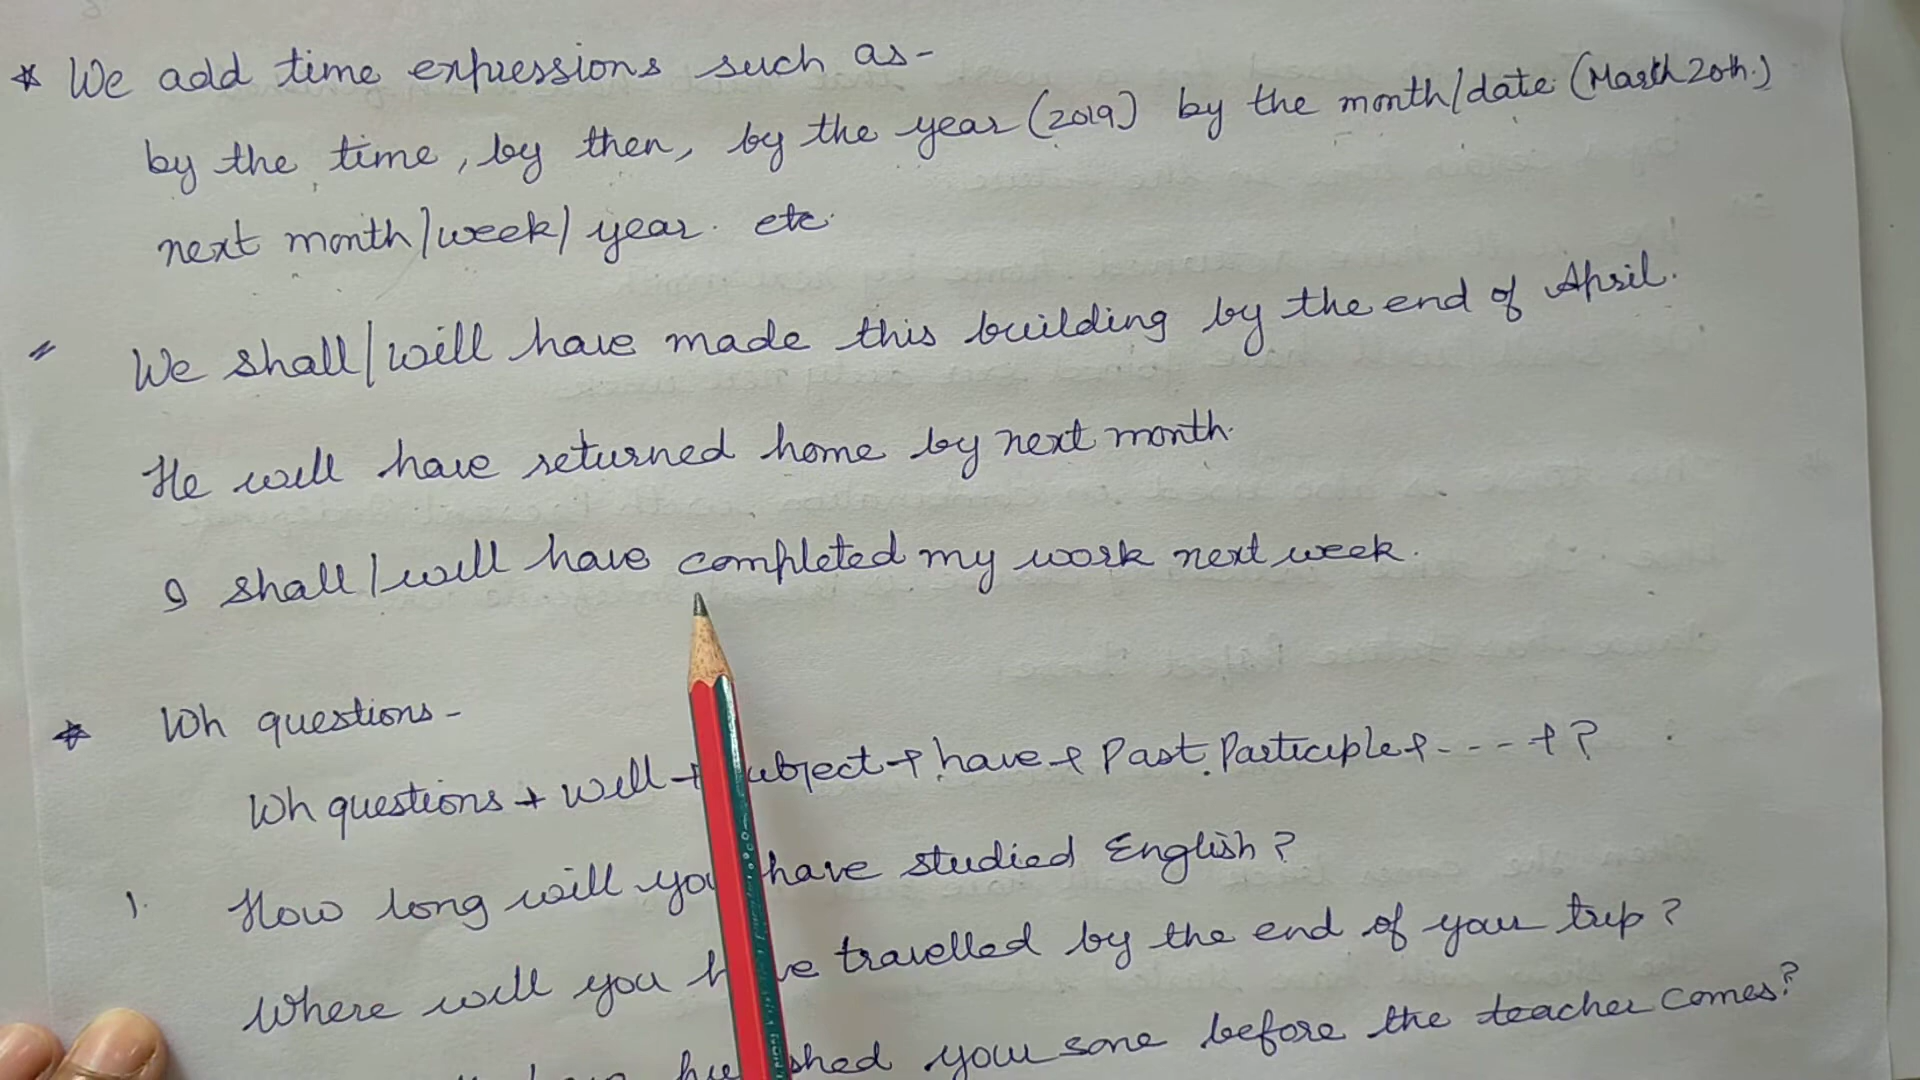 * We add time expressions such as-
by the time, by then, by the year (2019) by the month/date (March 20th.)
next month/week/ year. etc.
We shall/will have made this building by the end of April.
He will have returned home by next month.
I shall/will have completed my work next week.
* Wh questions-
Wh questions + will + subject + have + Past Participle + ---- + ?
1. How long will you have studied English?
Where will you have travelled by the end of your trip?
your before the teacher comes?